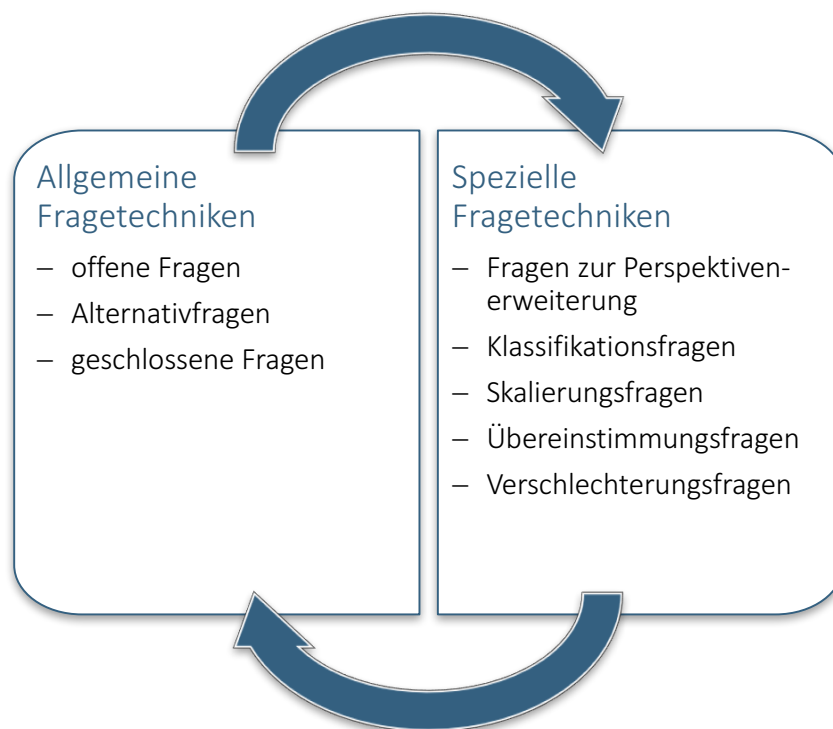 Allgemeine
Fragetechniken
– offene Fragen
– Alternativfragen
– geschlossene Fragen
Spezielle
Fragetechniken
– Fragen zur Perspektiven-
erweiterung
– Klassifikationsfragen
– Skalierungsfragen
– Übereinstimmungsfragen
– Verschlechterungsfragen